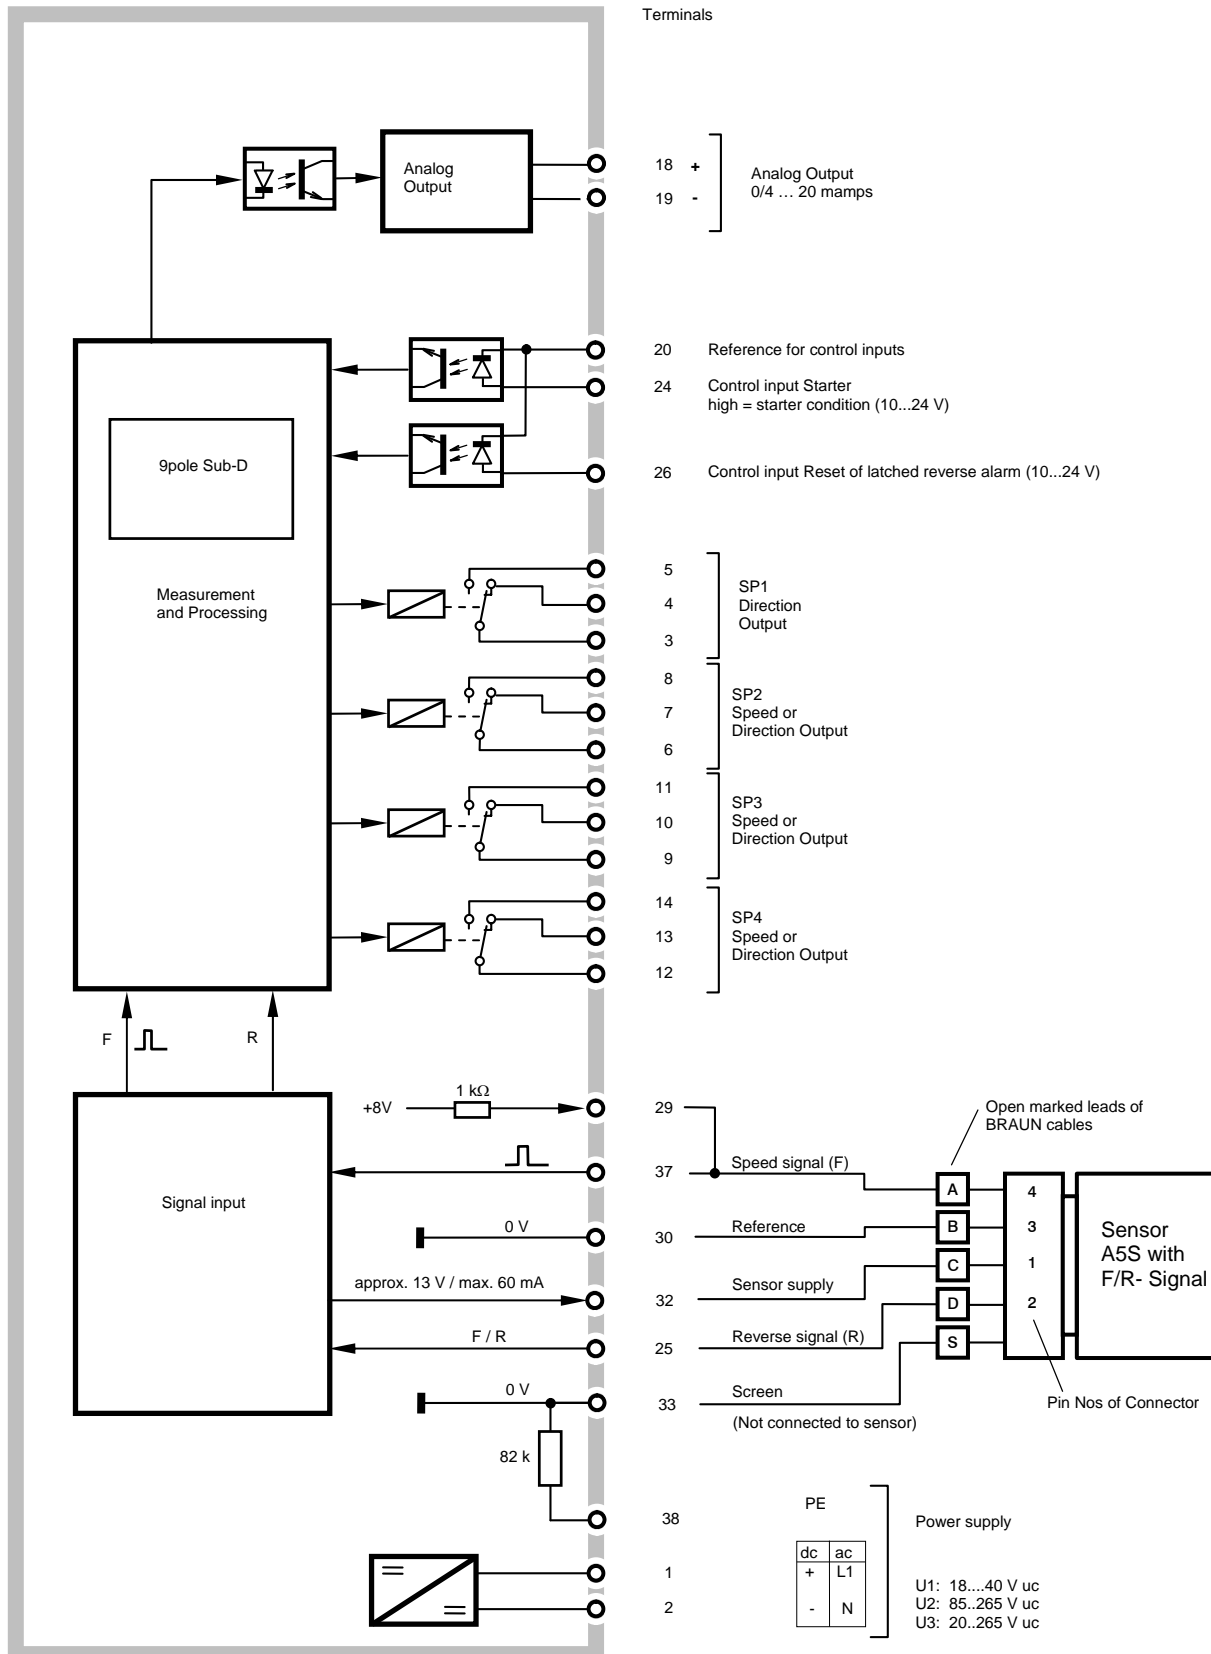 Terminals
Analog
Output
18 +
19 -
Analog Output
0/4 … 20 mamps
20 Reference for control inputs
24 Control input Starter
high = starter condition (10...24 V)
9pole Sub-D
26 Control input Reset of latched reverse alarm (10...24 V)
Measurement
and Processing
5
4
3
SP1
Direction
Output
8
7
6
SP2
Speed or
Direction Output
11
10
9
SP3
Speed or
Direction Output
14
13
12
SP4
Speed or
Direction Output
F
R
+8V
1 kΩ
29
Open marked leads of
BRAUN cables
37 Speed signal (F)
A 4
Signal input
0 V
30 Reference
B 3
Sensor
A5S with
F/R- Signal
approx. 13 V / max. 60 mA
32 Sensor supply
C 1
F / R
25 Reverse signal (R)
D 2
S
0 V
33 Screen
(Not connected to sensor)
Pin Nos of Connector
82 k
38 PE
Power supply
dc ac
1 + L1
2 - N
U1: 18....40 V uc
U2: 85..265 V uc
U3: 20..265 V uc